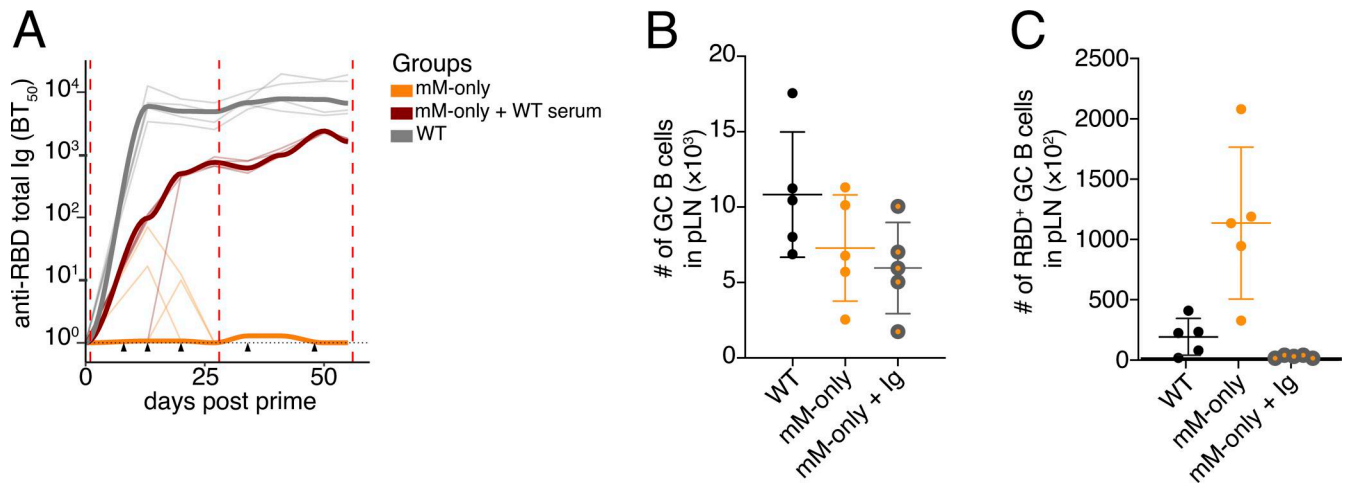 A
anti-RBD total Ig (BT50)
10⁴
10³
10²
10¹
10⁰
0
25
50
days post prime
Groups
mM-only
mM-only + WT serum
WT
B
# of GC B cells
in pLN (×10³)
20
15
10
5
0
WT
mM-only
mM-only + Ig
C
# of RBD⁺ GC B cells
in pLN (×10²)
2500
2000
1500
1000
500
0
WT
mM-only
mM-only + Ig